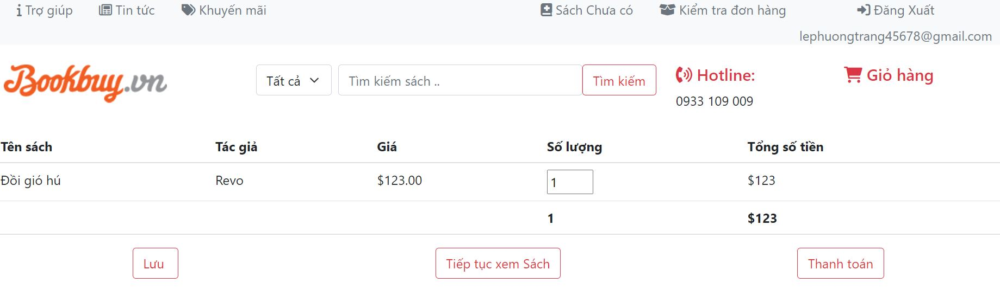 Trợ giúp Tin tức Khuyến mãi Sách Chưa có Kiểm tra đơn hàng Đăng Xuất
lephuongtrang45678@gmail.com
Bookbuy.vn Tất cả Tìm kiếm sách .. Tìm kiếm Hotline: Giỏ hàng
0933 109 009
Tên sách Tác giả Giá Số lượng Tổng số tiền
Đồi gió hú Revo $123.00 1 $123
1 $123
Lưu Tiếp tục xem Sách Thanh toán